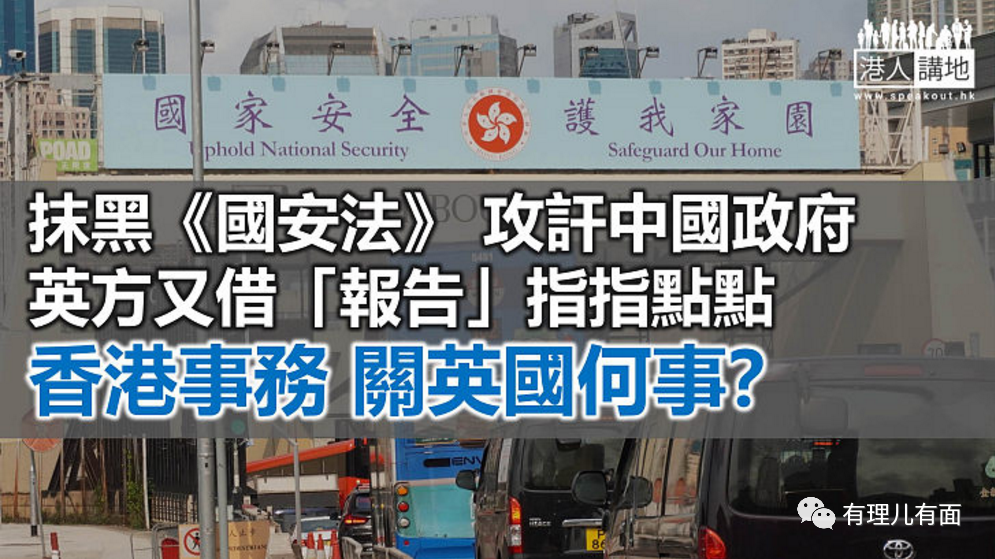 港人講地
www.speakout.hk
國家安全 護我家園
Uphold National Security Safeguard Our Home
POAD
抹黑《國安法》 攻訐中國政府
英方又借「報告」指指點點
香港事務 關英國何事?
HIACE
有理儿有面